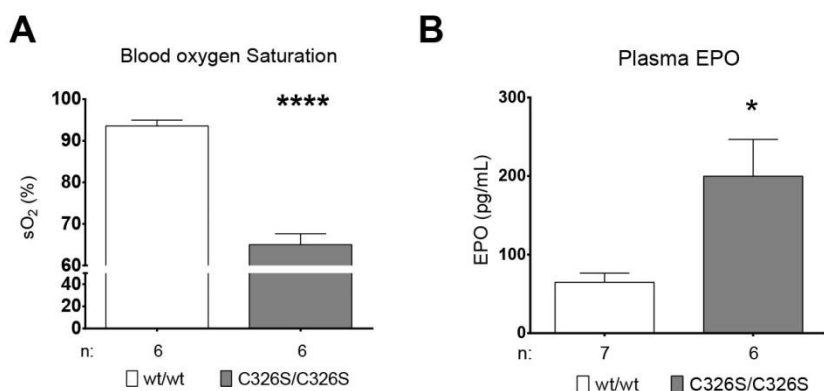 A
Blood oxygen Saturation
****
100
90
80
70
60
40
20
0
sO₂ (%)
n: 6 6
wt/wt C326S/C326S
B
Plasma EPO
*
300
200
100
0
EPO (pg/mL)
n: 7 6
wt/wt C326S/C326S